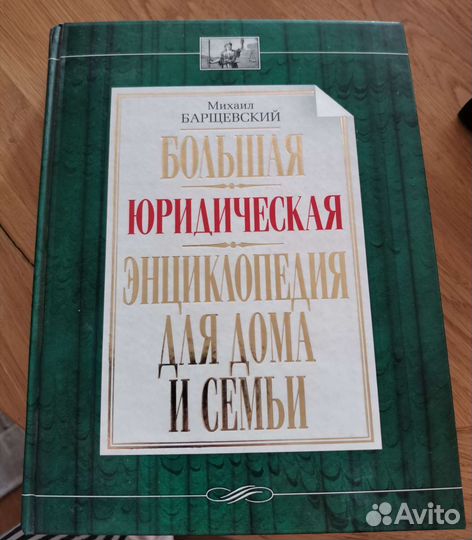 Михаил
БАРЩЕВСКИЙ
БОЛЬШАЯ
ЮРИДИЧЕСКАЯ
ЭНЦИКЛОПЕДИЯ
ДЛЯ ДОМА
И СЕМЬИ
Avito